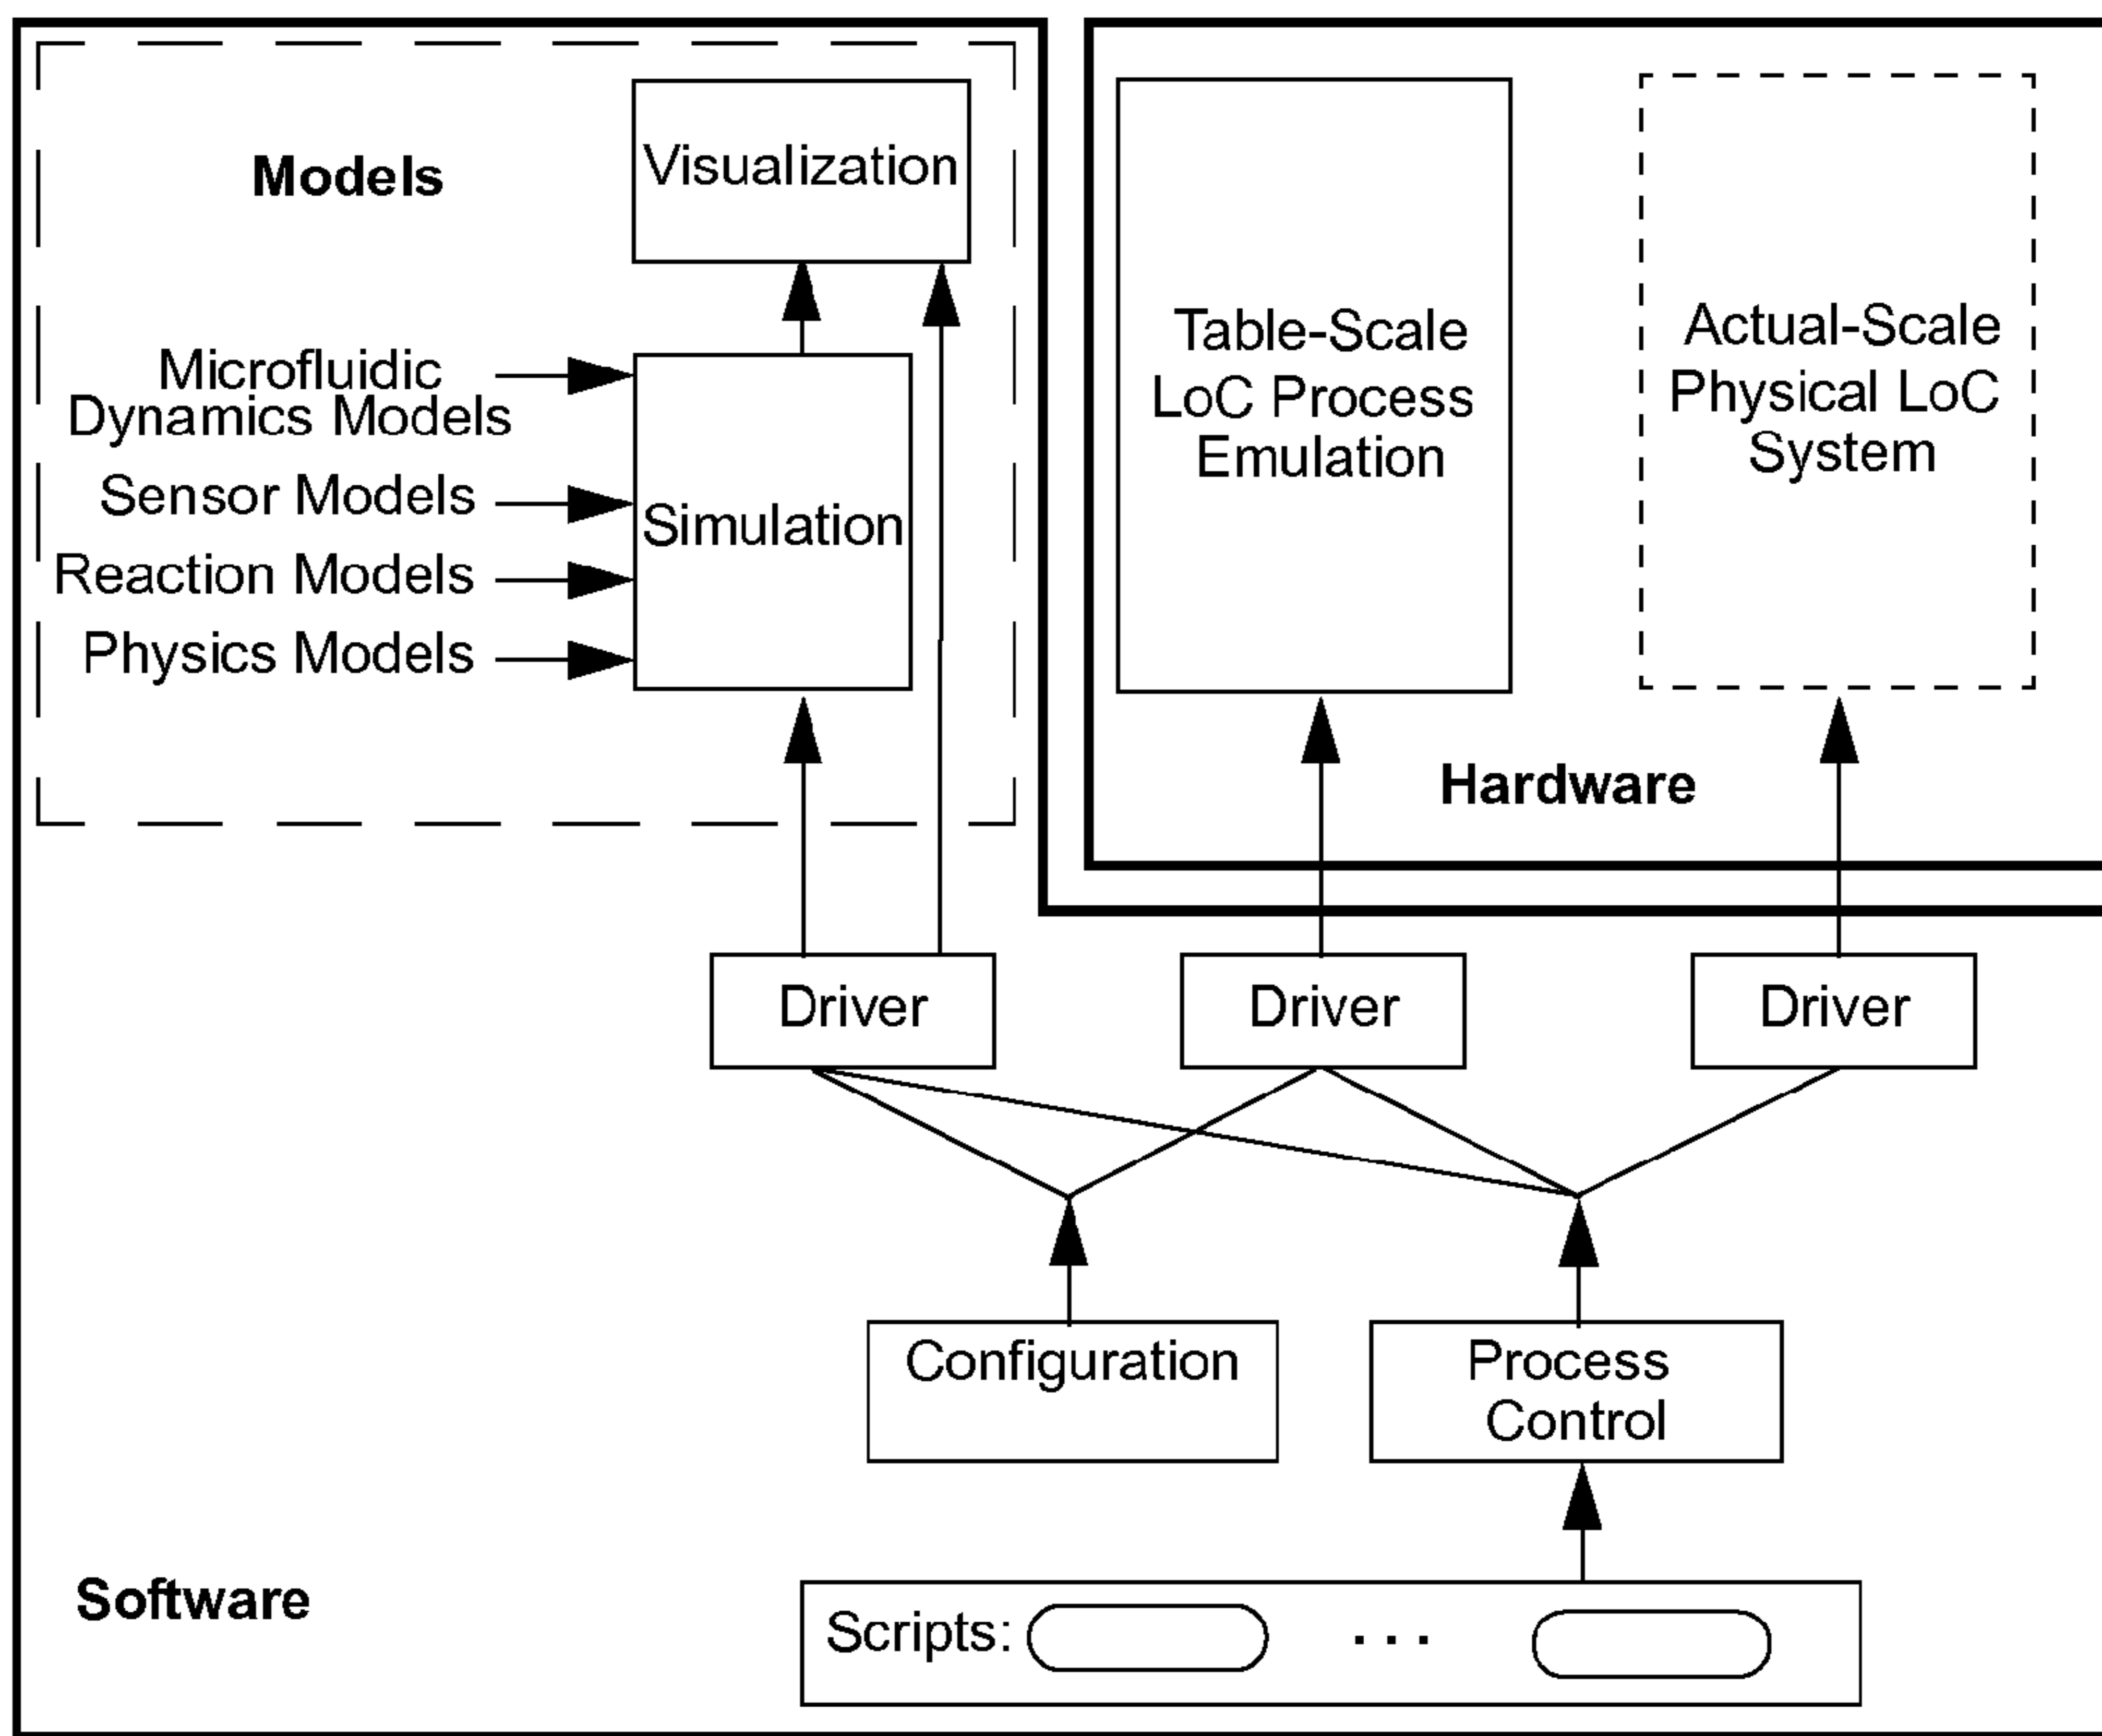 Models
Visualization
Microfluidic
Dynamics Models
Sensor Models
Reaction Models
Physics Models
Simulation
Table-Scale
LoC Process
Emulation
Actual-Scale
Physical LoC
System
Hardware
Driver
Driver
Driver
Configuration
Process
Control
Software
Scripts:
...